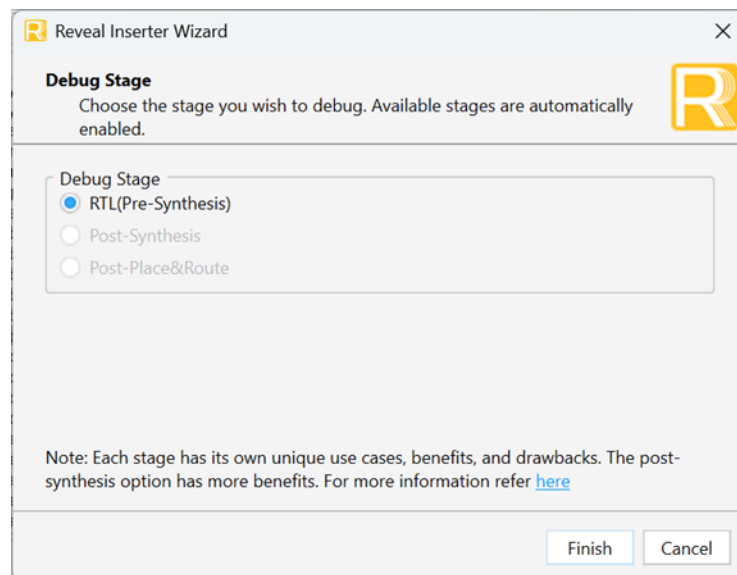 Reveal Inserter Wizard
Debug Stage
Choose the stage you wish to debug. Available stages are automatically
enabled.
Debug Stage
RTL(Pre-Synthesis)
Post-Synthesis
Post-Place&Route
Note: Each stage has its own unique use cases, benefits, and drawbacks. The post-
synthesis option has more benefits. For more information refer here
Finish Cancel